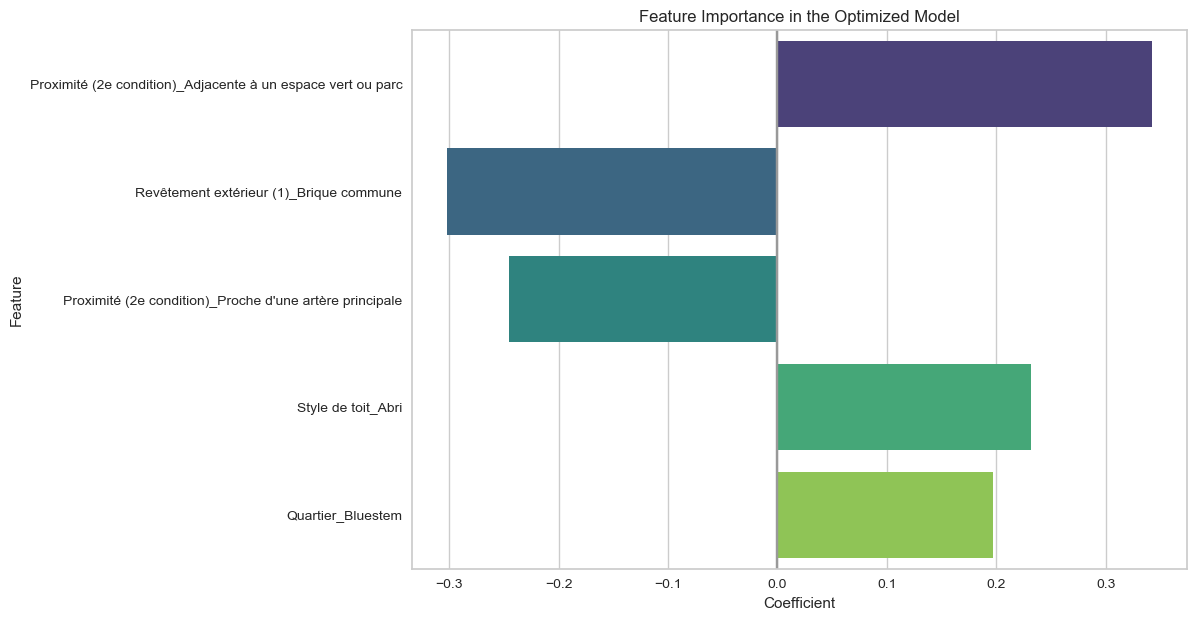 Feature Importance in the Optimized Model
Proximité (2e condition)_Adjacente à un espace vert ou parc
Revêtement extérieur (1)_Brique commune
Proximité (2e condition)_Proche d'une artère principale
Style de toit_Abri
Quartier_Bluestem
Feature
−0.3 −0.2 −0.1 0.0 0.1 0.2 0.3
Coefficient